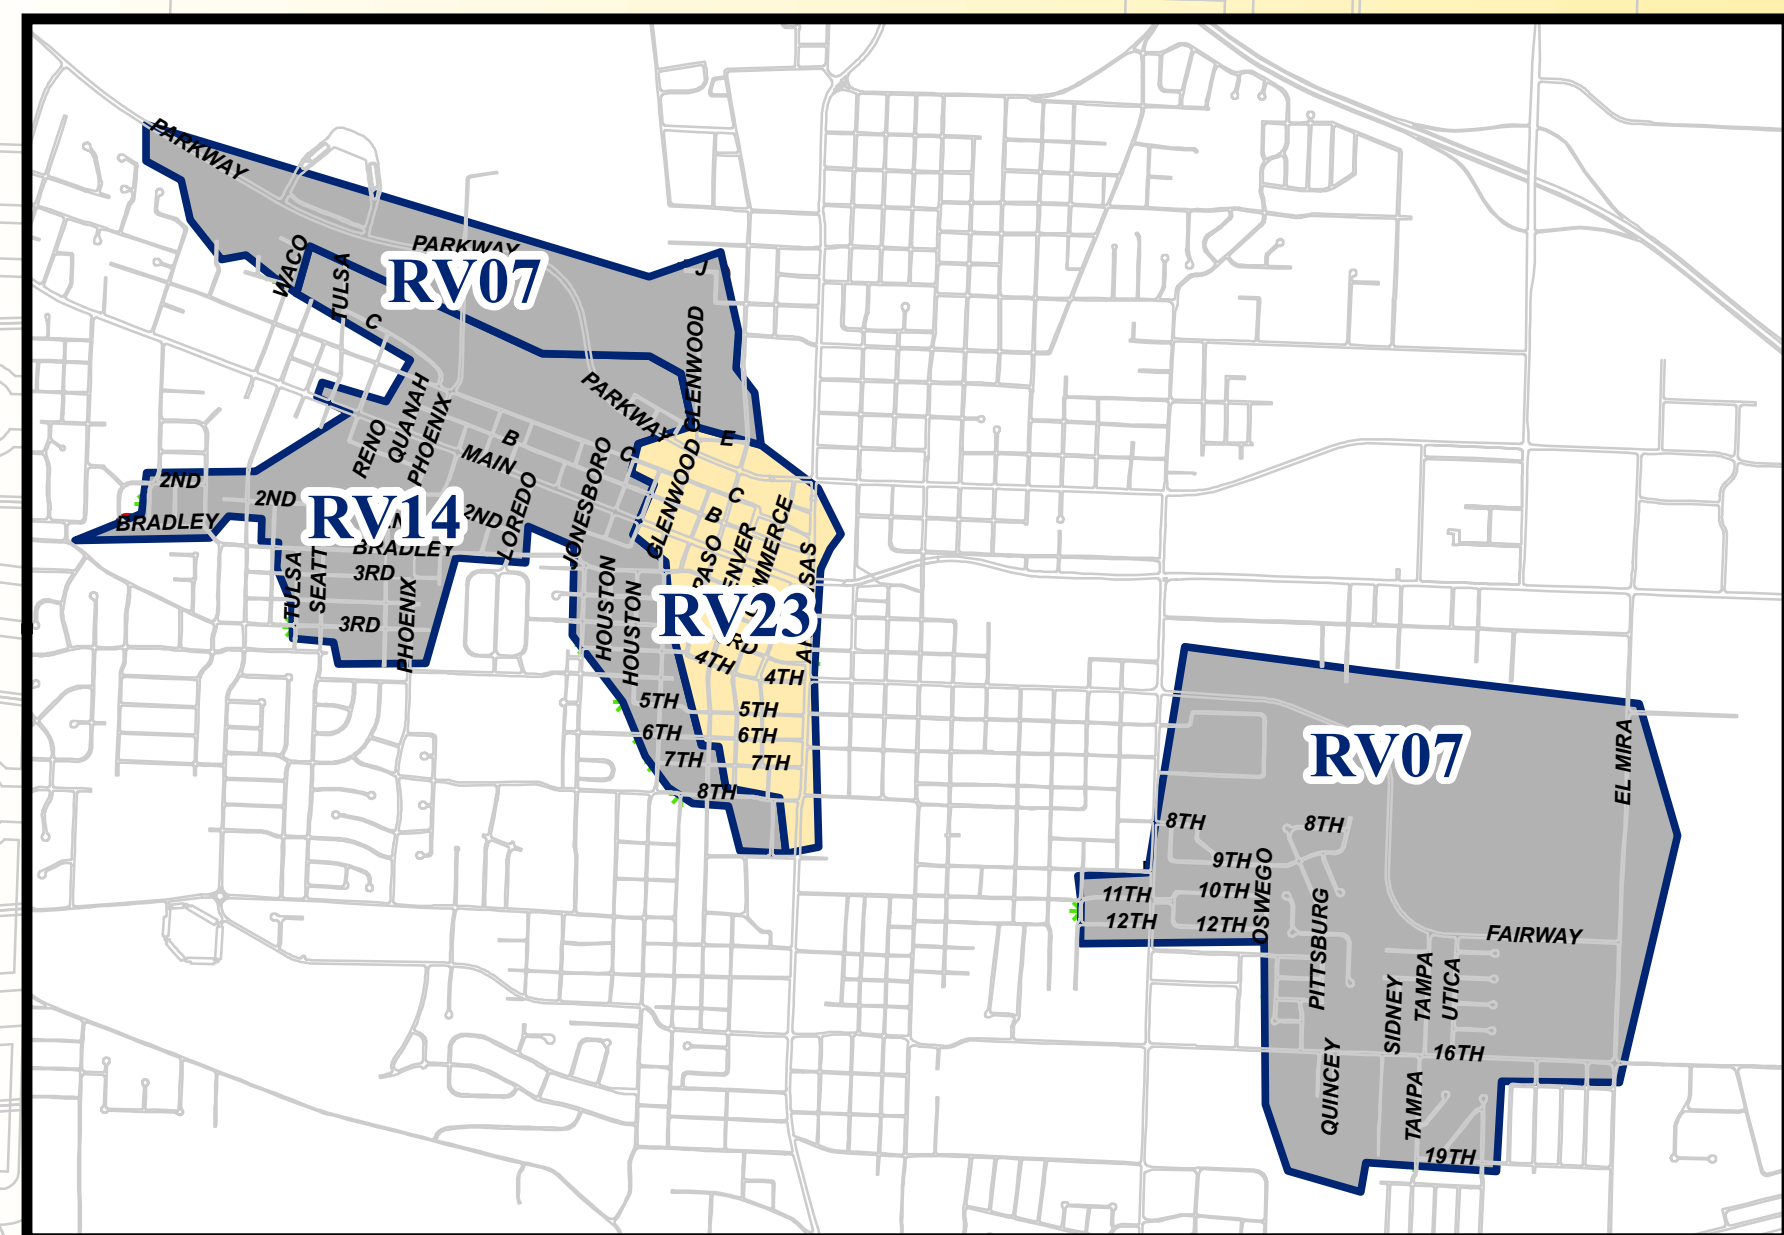 PARKWAY
WACO
TULSA
PARKWAY
RV07
J
C
GLENWOOD
PARKWAY
QUANAH
PHOENIX
RENO
B
MAIN
JONESBORO
C
E
GLENWOOD
2ND
2ND
BRADLEY
RV14
2ND
LOREDO
C
B
BRADLEY
3RD
TULSA
3RD
PHOENIX
HOUSTON
HOUSTON
RV23
4TH
4TH
5TH
5TH
6TH
6TH
7TH
7TH
8TH
RV07
EL MIRA
8TH
8TH
9TH
OSWEGO
11TH
10TH
12TH
12TH
PITTSBURG
FAIRWAY
SIDNEY
TAMPA
UTICA
16TH
QUINCEY
TAMPA
19TH